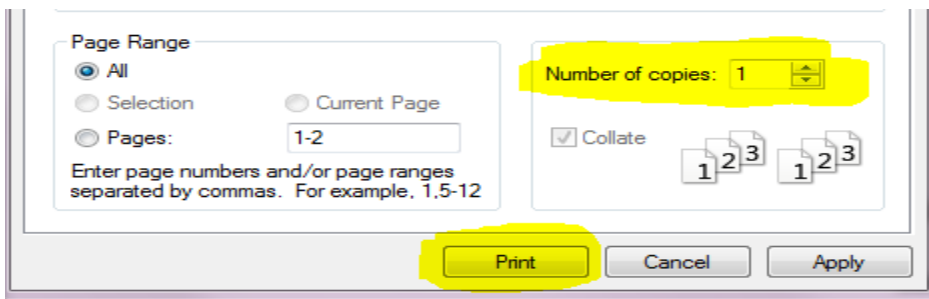 Page Range
All
Selection
Current Page
Pages:
1-2
Enter page numbers and/or page ranges
separated by commas. For example, 1,5-12
Number of copies: 1
Collate
1 2 3 1 2 3
Print Cancel Apply